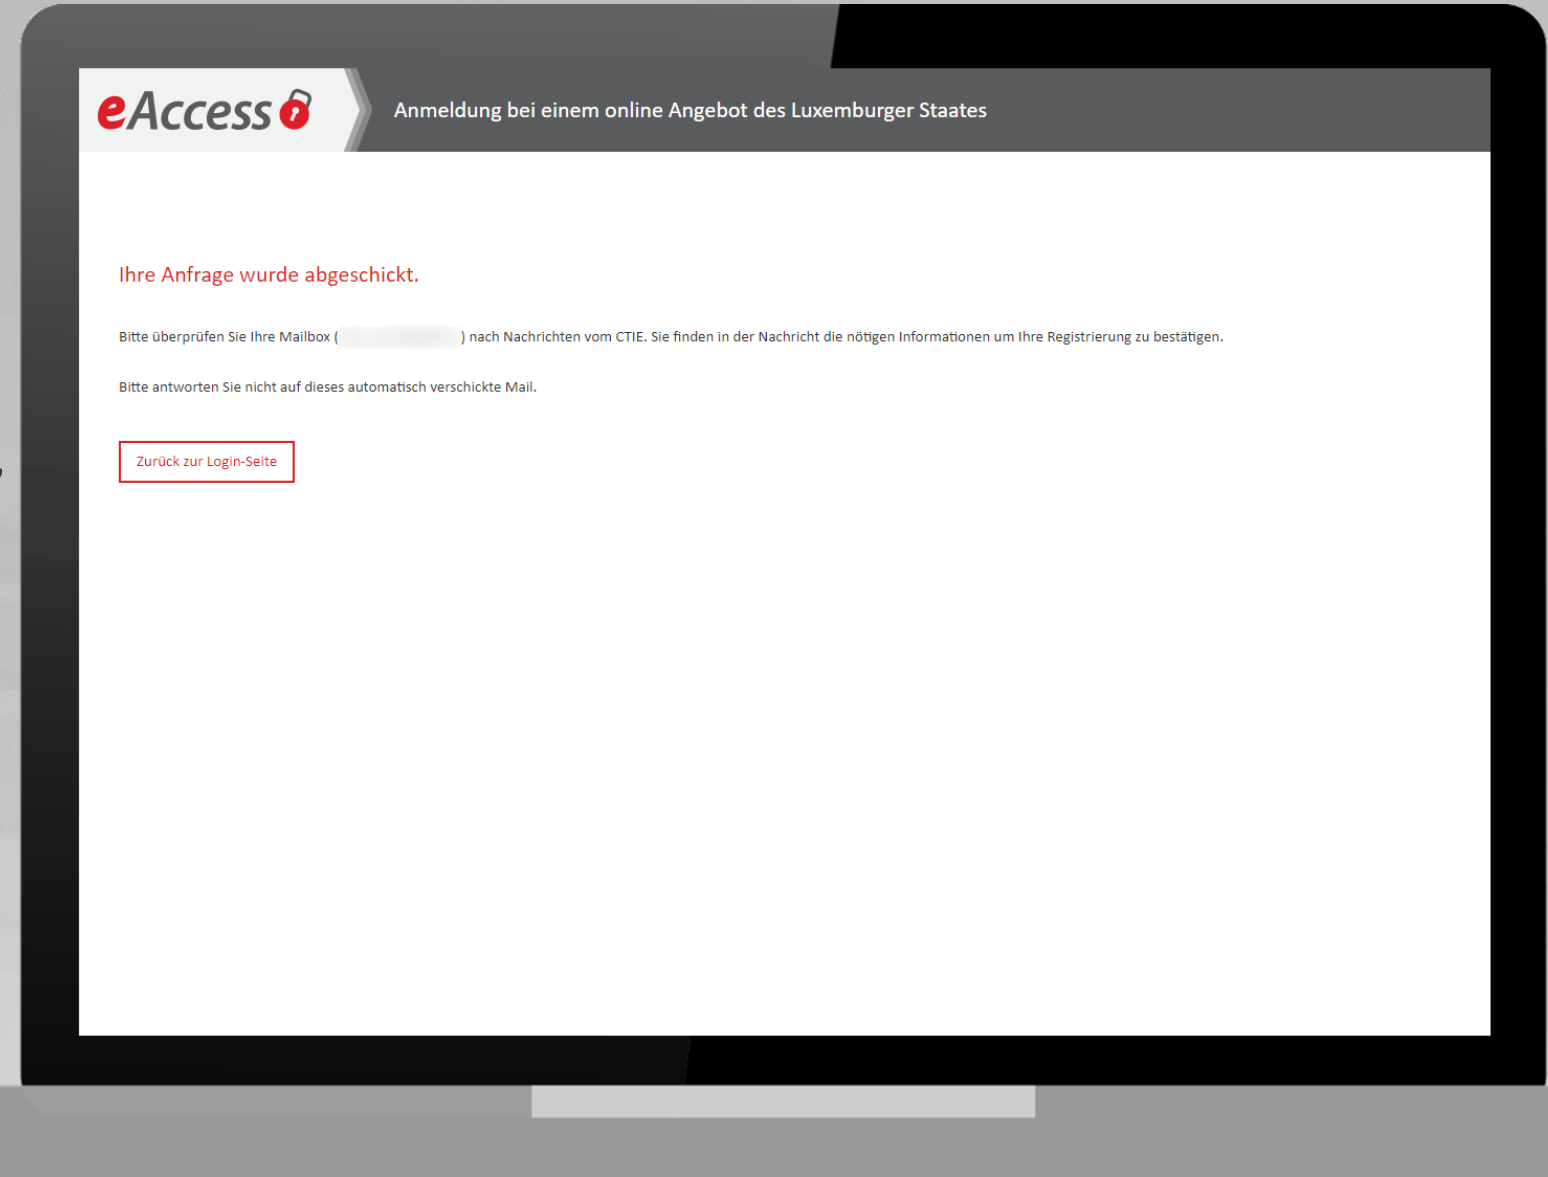 eAccess
Anmeldung bei einem online Angebot des Luxemburger Staates
Ihre Anfrage wurde abgeschickt.
Bitte überprüfen Sie Ihre Mailbox ( ) nach Nachrichten vom CTIE. Sie finden in der Nachricht die nötigen Informationen um Ihre Registrierung zu bestätigen.
Bitte antworten Sie nicht auf dieses automatisch verschickte Mail.
Zurück zur Login-Seite